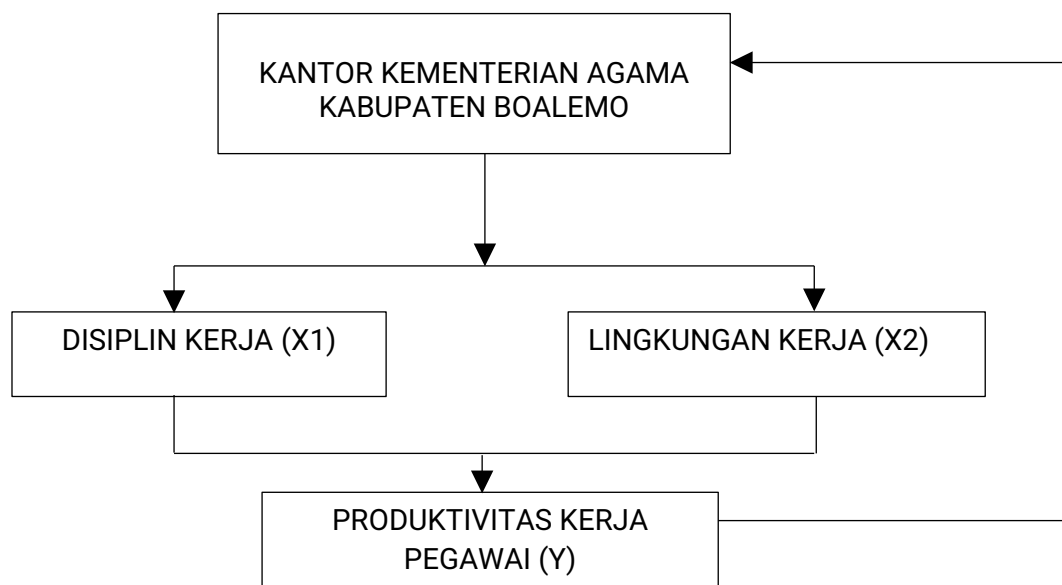 KANTOR KEMENTERIAN AGAMA
KABUPATEN BOALEMO
DISIPLIN KERJA (X1)
LINGKUNGAN KERJA (X2)
PRODUKTIVITAS KERJA
PEGAWAI (Y)